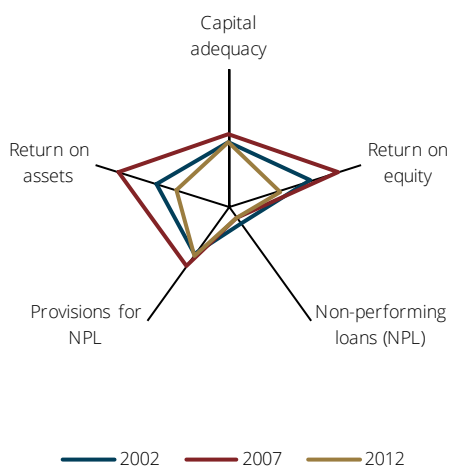 Capital
adequacy
Return on
assets
Return on
equity
Provisions for
NPL
Non-performing
loans (NPL)
2002 2007 2012